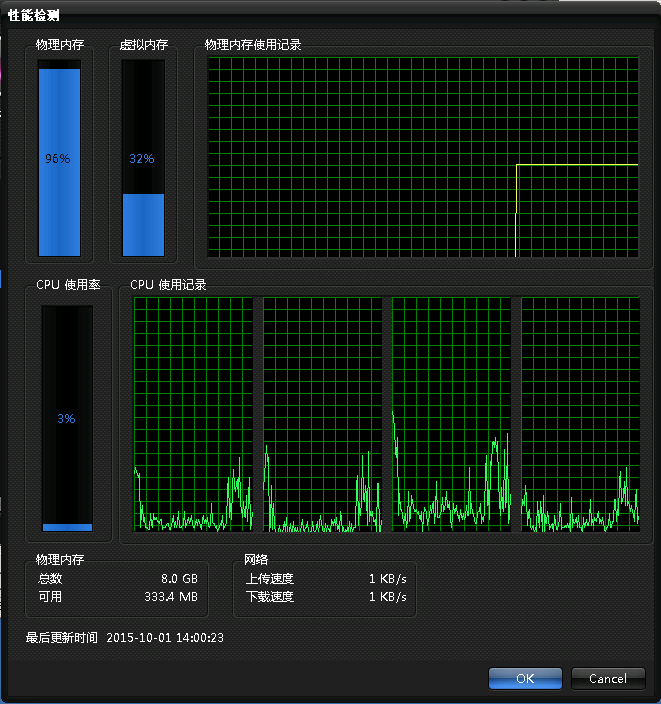 性能检测
物理内存 虚拟内存 物理内存使用记录
96% 32%
CPU 使用率 CPU 使用记录
3%
物理内存 网络
总数 8.0 GB 上传速度 1 KB/s
可用 333.4 MB 下载速度 1 KB/s
最后更新时间 2015-10-01 14:00:23
OK Cancel